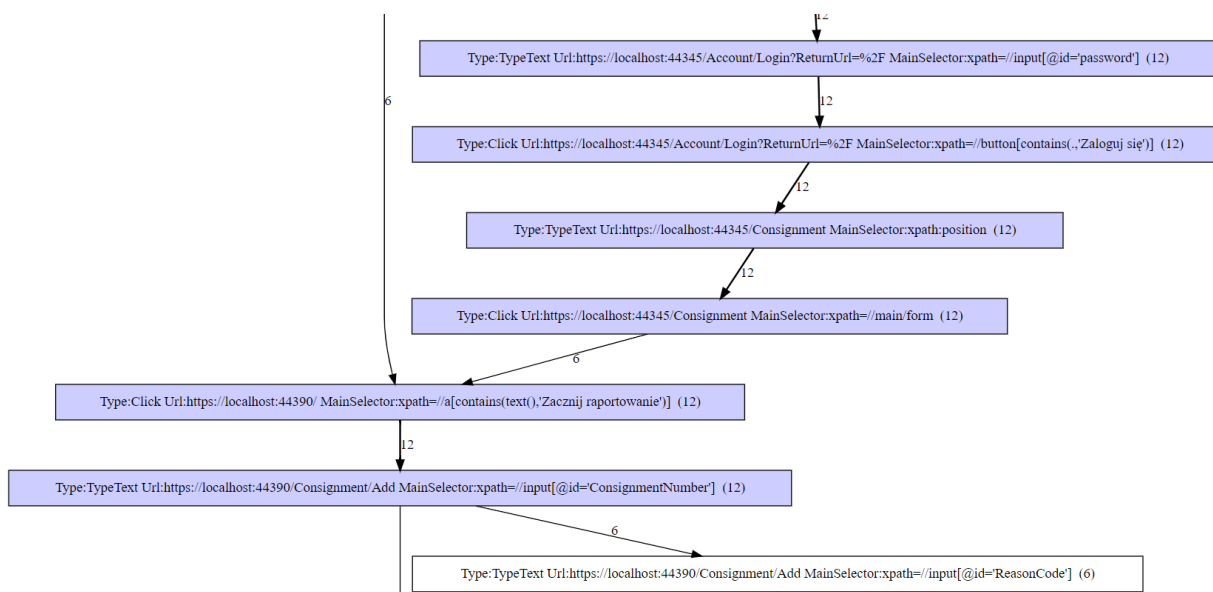 12
Type:TypeText Url:https://localhost:44345/Account/Login?ReturnUrl=%2F MainSelector:xpath=//input[@id='password'] (12)
6
12
Type:Click Url:https://localhost:44345/Account/Login?ReturnUrl=%2F MainSelector:xpath=//button[contains(.,'Zaloguj się')] (12)
12
Type:TypeText Url:https://localhost:44345/Consignment MainSelector:xpath:position (12)
12
Type:Click Url:https://localhost:44345/Consignment MainSelector:xpath=//main/form (12)
6
Type:Click Url:https://localhost:44390/ MainSelector:xpath=//a[contains(text(),'Zacznij raportowanie')] (12)
12
Type:TypeText Url:https://localhost:44390/Consignment/Add MainSelector:xpath=//input[@id='ConsignmentNumber'] (12)
6
Type:TypeText Url:https://localhost:44390/Consignment/Add MainSelector:xpath=//input[@id='ReasonCode'] (6)